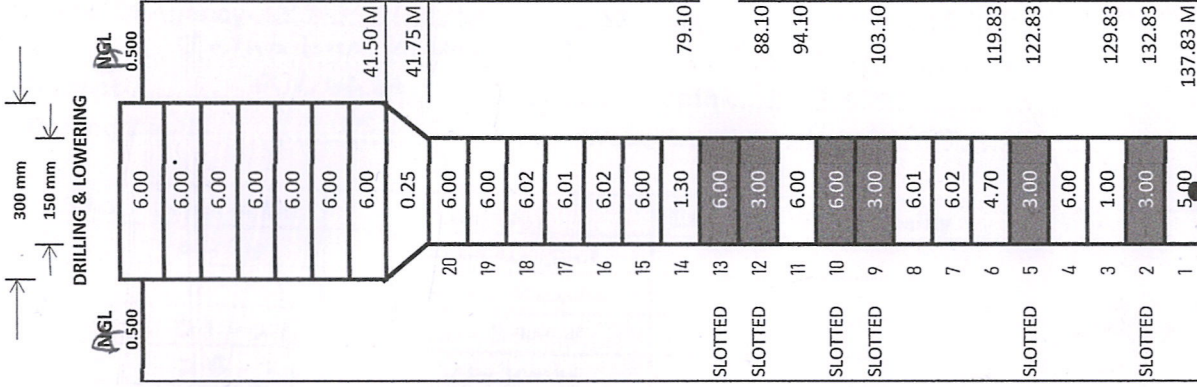 300 mm
150 mm
DRILLING & LOWERING
NGL NGL
0.500 0.500
6.00
6.00
6.00
6.00
6.00
6.00
6.00 41.50 M
0.25 41.75 M
20 6.00
19 6.00
18 6.02
17 6.01
16 6.02
15 6.00
14 1.30 79.10
SLOTTED 13 6.00
SLOTTED 12 3.00 88.10
11 6.00 94.10
SLOTTED 10 6.00
SLOTTED 9 3.00 103.10
8 6.01
7 6.02
6 4.70 119.83
SLOTTED 5 3.00 122.83
4 6.00
3 1.00 129.83
SLOTTED 2 3.00 132.83
1 5.00 137.83 M